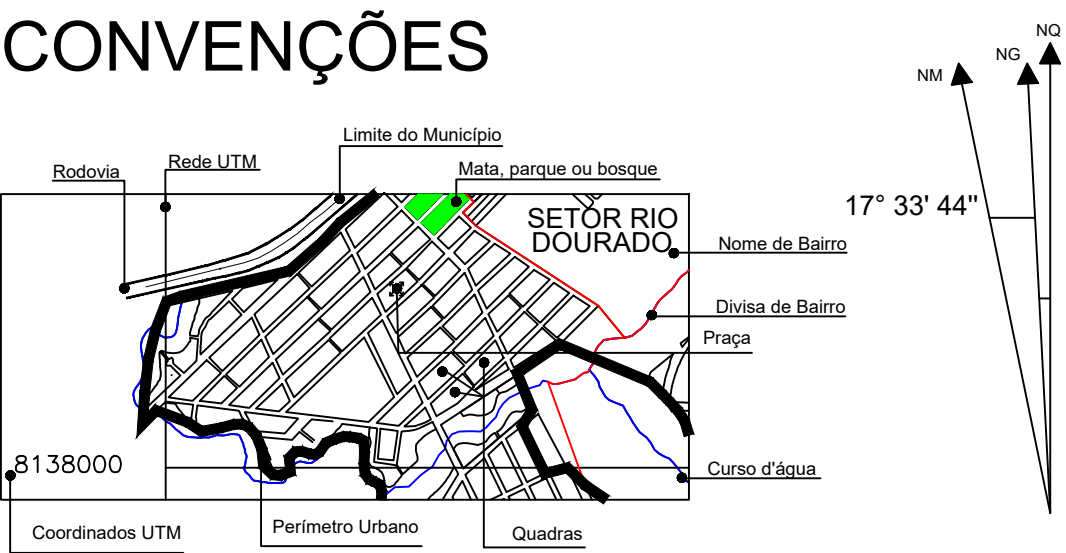 CONVENÇÕES
NQ
NG
NM
Limite do Município
Rede UTM
Mata, parque ou bosque
Rodovia
17° 33' 44"
SETOR RIO
DOURADO
Nome de Bairro
Divisa de Bairro
Praça
8138000
Curso d'água
Coordinados UTM
Perímetro Urbano
Quadras